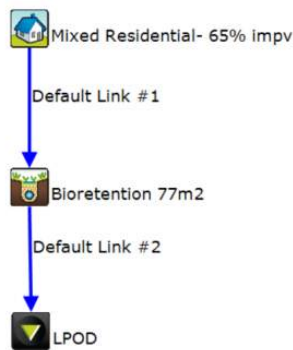 Mixed Residential- 65% impv
Default Link #1
Bioretention 77m2
Default Link #2
LPOD